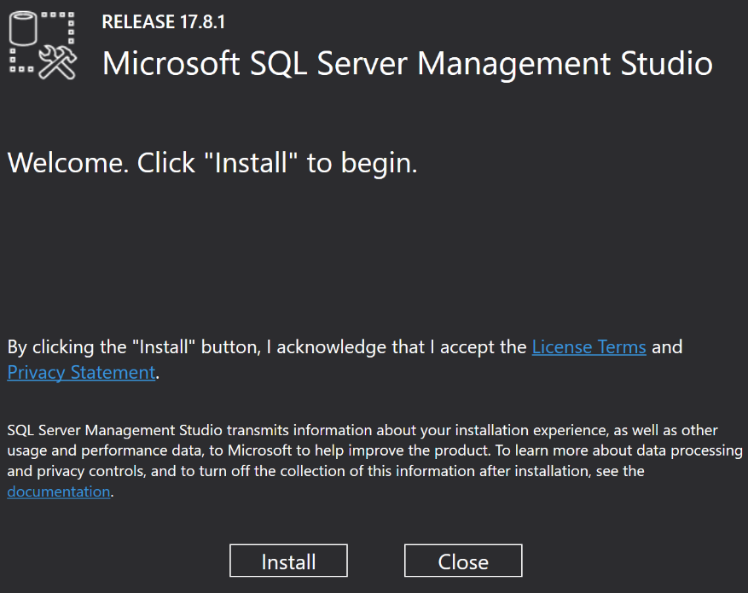 RELEASE 17.8.1
Microsoft SQL Server Management Studio
Welcome. Click "Install" to begin.
By clicking the "Install" button, I acknowledge that I accept the License Terms and
Privacy Statement.
SQL Server Management Studio transmits information about your installation experience, as well as other
usage and performance data, to Microsoft to help improve the product. To learn more about data processing
and privacy controls, and to turn off the collection of this information after installation, see the
documentation.
Install
Close